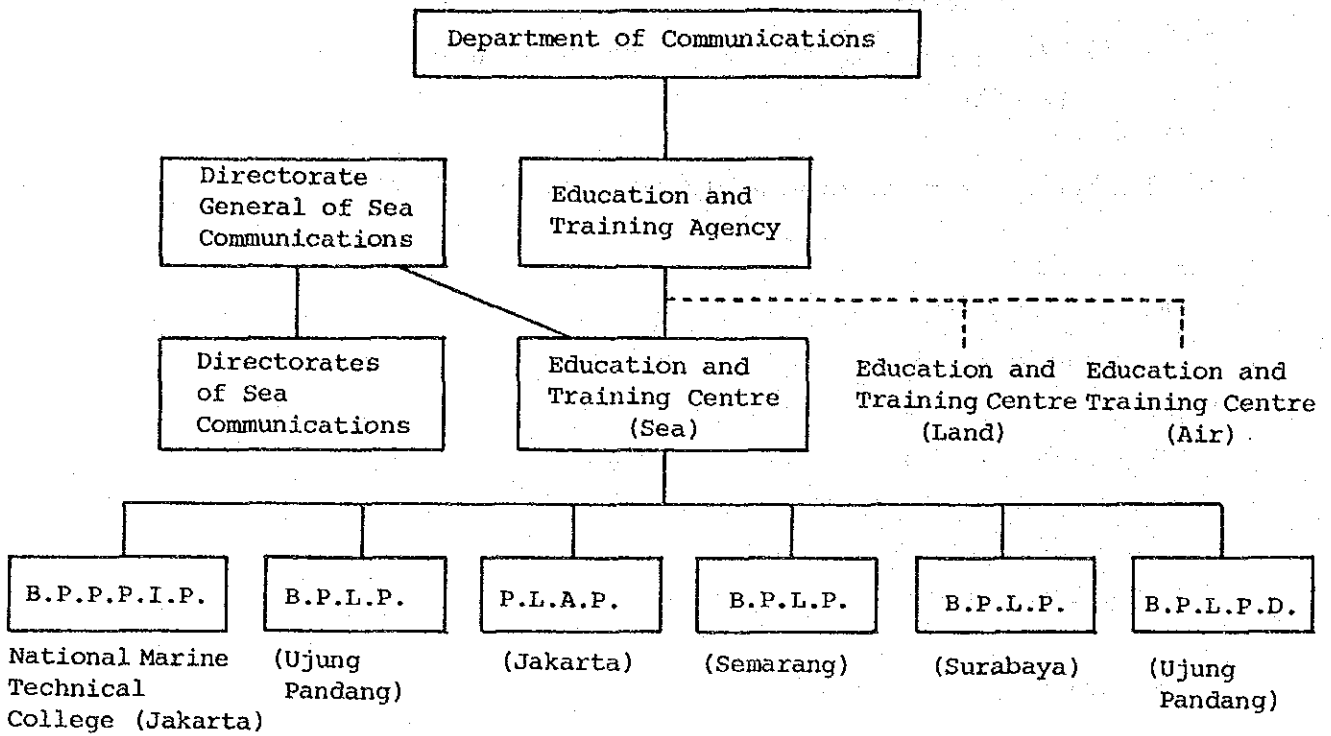 Department of Communications
Directorate
General of Sea
Communications
Education and
Training Agency
Directorates
of Sea
Communications
Education and
Training Centre
(Sea)
Education and
Training Centre
(Land)
Education and
Training Centre
(Air)
B.P.P.P.I.P.
National Marine
Technical
College (Jakarta)
B.P.L.P.
(Ujung
Pandang)
P.L.A.P.
(Jakarta)
B.P.L.P.
(Semarang)
B.P.L.P.
(Surabaya)
B.P.L.P.D.
(Ujung
Pandang)